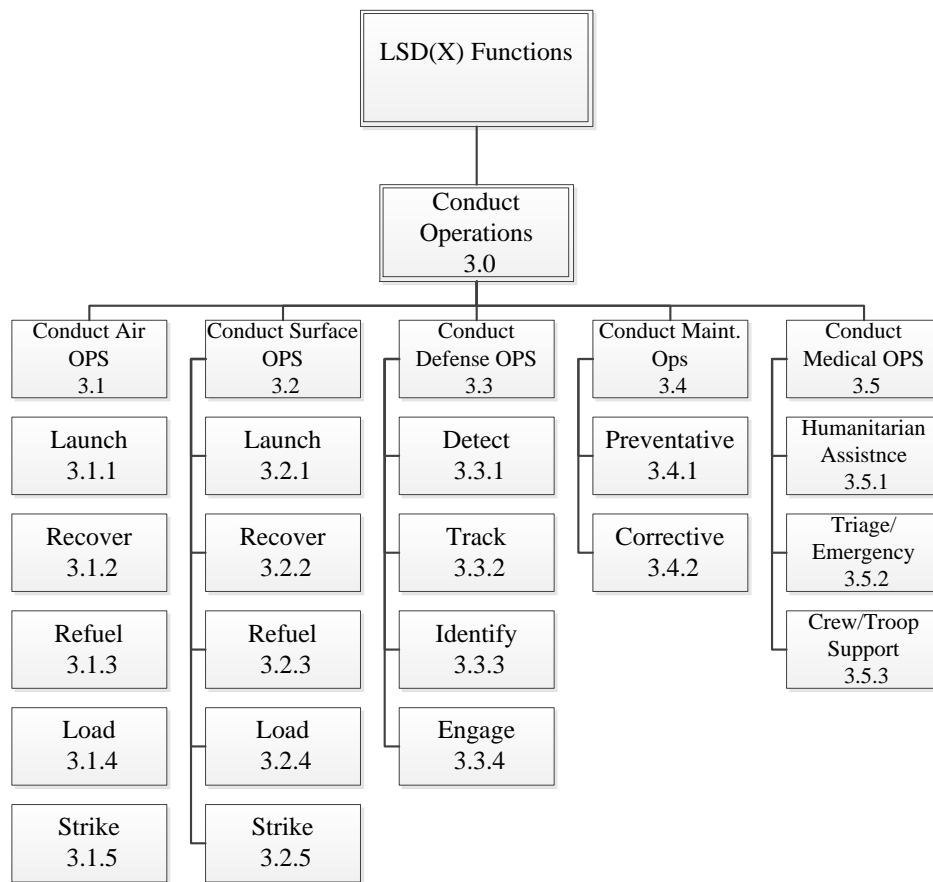 LSD(X) Functions
Conduct
Operations
3.0
Conduct Air
OPS
3.1
Conduct Surface
OPS
3.2
Conduct
Defense OPS
3.3
Conduct Maint.
Ops
3.4
Conduct
Medical OPS
3.5
Launch
3.1.1
Launch
3.2.1
Detect
3.3.1
Preventative
3.4.1
Humanitarian
Assistnce
3.5.1
Recover
3.1.2
Recover
3.2.2
Track
3.3.2
Corrective
3.4.2
Triage/
Emergency
3.5.2
Refuel
3.1.3
Refuel
3.2.3
Identify
3.3.3
Crew/Troop
Support
3.5.3
Load
3.1.4
Load
3.2.4
Engage
3.3.4
Strike
3.1.5
Strike
3.2.5